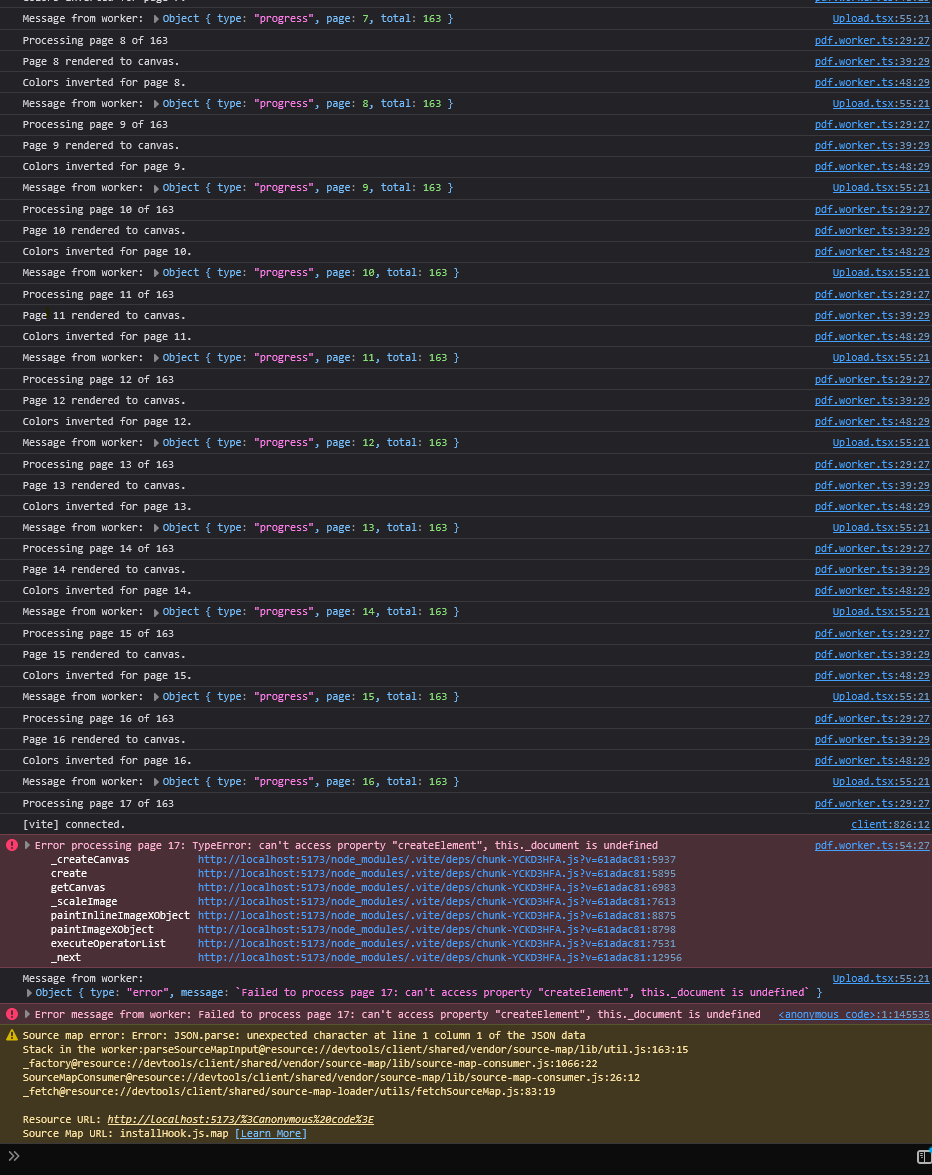 Message from worker: Object { type: "progress", page: 7, total: 163 } Upload.tsx:55:21
Processing page 8 of 163 pdf.worker.ts:29:27
Page 8 rendered to canvas. pdf.worker.ts:39:29
Colors inverted for page 8. pdf.worker.ts:48:29
Message from worker: Object { type: "progress", page: 8, total: 163 } Upload.tsx:55:21
Processing page 9 of 163 pdf.worker.ts:29:27
Page 9 rendered to canvas. pdf.worker.ts:39:29
Colors inverted for page 9. pdf.worker.ts:48:29
Message from worker: Object { type: "progress", page: 9, total: 163 } Upload.tsx:55:21
Processing page 10 of 163 pdf.worker.ts:29:27
Page 10 rendered to canvas. pdf.worker.ts:39:29
Colors inverted for page 10. pdf.worker.ts:48:29
Message from worker: Object { type: "progress", page: 10, total: 163 } Upload.tsx:55:21
Processing page 11 of 163 pdf.worker.ts:29:27
Page 11 rendered to canvas. pdf.worker.ts:39:29
Colors inverted for page 11. pdf.worker.ts:48:29
Message from worker: Object { type: "progress", page: 11, total: 163 } Upload.tsx:55:21
Processing page 12 of 163 pdf.worker.ts:29:27
Page 12 rendered to canvas. pdf.worker.ts:39:29
Colors inverted for page 12. pdf.worker.ts:48:29
Message from worker: Object { type: "progress", page: 12, total: 163 } Upload.tsx:55:21
Processing page 13 of 163 pdf.worker.ts:29:27
Page 13 rendered to canvas. pdf.worker.ts:39:29
Colors inverted for page 13. pdf.worker.ts:48:29
Message from worker: Object { type: "progress", page: 13, total: 163 } Upload.tsx:55:21
Processing page 14 of 163 pdf.worker.ts:29:27
Page 14 rendered to canvas. pdf.worker.ts:39:29
Colors inverted for page 14. pdf.worker.ts:48:29
Message from worker: Object { type: "progress", page: 14, total: 163 } Upload.tsx:55:21
Processing page 15 of 163 pdf.worker.ts:29:27
Page 15 rendered to canvas. pdf.worker.ts:39:29
Colors inverted for page 15. pdf.worker.ts:48:29
Message from worker: Object { type: "progress", page: 15, total: 163 } Upload.tsx:55:21
Processing page 16 of 163 pdf.worker.ts:29:27
Page 16 rendered to canvas. pdf.worker.ts:39:29
Colors inverted for page 16. pdf.worker.ts:48:29
Message from worker: Object { type: "progress", page: 16, total: 163 } Upload.tsx:55:21
Processing page 17 of 163 pdf.worker.ts:29:27
[vite] connected. client:826:12
Error processing page 17: TypeError: can't access property "createElement", this._document is undefined pdf.worker.ts:54:27
_createCanvas http://localhost:5173/node_modules/.vite/deps/chunk-YCKD3HFA.js?v=61adac81:5937
create http://localhost:5173/node_modules/.vite/deps/chunk-YCKD3HFA.js?v=61adac81:5895
getCanvas http://localhost:5173/node_modules/.vite/deps/chunk-YCKD3HFA.js?v=61adac81:6983
_scaleImage http://localhost:5173/node_modules/.vite/deps/chunk-YCKD3HFA.js?v=61adac81:7613
paintInlineImageXObject http://localhost:5173/node_modules/.vite/deps/chunk-YCKD3HFA.js?v=61adac81:8875
paintImageXObject http://localhost:5173/node_modules/.vite/deps/chunk-YCKD3HFA.js?v=61adac81:8798
executeOperatorList http://localhost:5173/node_modules/.vite/deps/chunk-YCKD3HFA.js?v=61adac81:7531
_next http://localhost:5173/node_modules/.vite/deps/chunk-YCKD3HFA.js?v=61adac81:12956
Message from worker: Upload.tsx:55:21
Object { type: "error", message: `Failed to process page 17: can't access property "createElement", this._document is undefined` }
Error message from worker: Failed to process page 17: can't access property "createElement", this._document is undefined <anonymous code>:1:145535
Source map error: Error: JSON.parse: unexpected character at line 1 column 1 of the JSON data
Stack in the worker:parseSourceMapInput@resource://devtools/client/shared/vendor/source-map/lib/util.js:163:15
_factory@resource://devtools/client/shared/vendor/source-map/lib/source-map-consumer.js:1066:22
SourceMapConsumer@resource://devtools/client/shared/vendor/source-map/lib/source-map-consumer.js:26:12
_fetch@resource://devtools/client/shared/source-map-loader/utils/fetchSourceMap.js:83:19
Resource URL: http://localhost:5173/%3Canonymous%20code%3E
Source Map URL: installHook.js.map [Learn More]